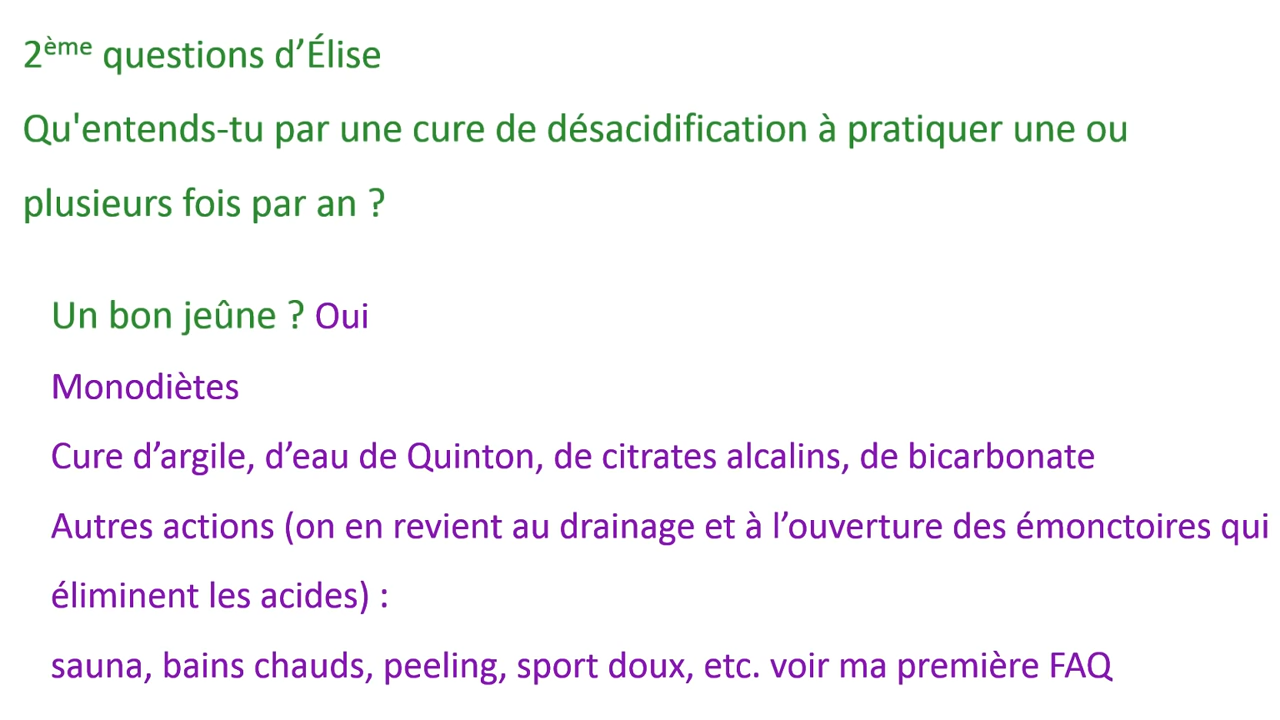 2ème questions d’Élise
Qu'entends-tu par une cure de désacidification à pratiquer une ou
plusieurs fois par an ?
Un bon jeûne ? Oui
Monodiètes
Cure d’argile, d’eau de Quinton, de citrates alcalins, de bicarbonate
Autres actions (on en revient au drainage et à l’ouverture des émonctoires qui
éliminent les acides) :
sauna, bains chauds, peeling, sport doux, etc. voir ma première FAQ